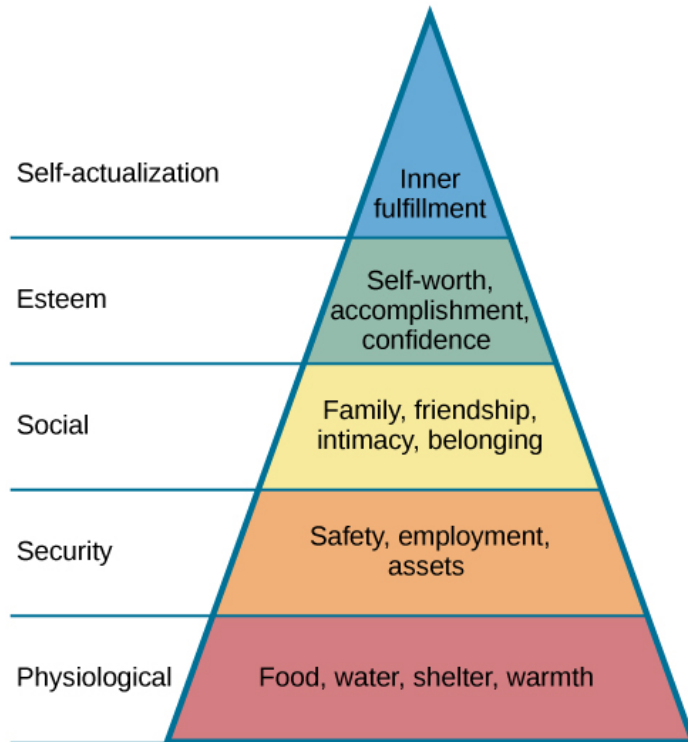 Self-actualization
Inner
fulfillment
Esteem
Self-worth,
accomplishment,
confidence
Social
Family, friendship,
intimacy, belonging
Security
Safety, employment,
assets
Physiological
Food, water, shelter, warmth